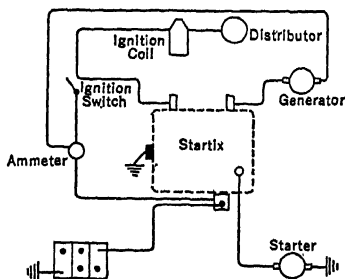 Ignition
Coil
Distributor
Ignition
Switch
Generator
Ammeter
Startix
Starter